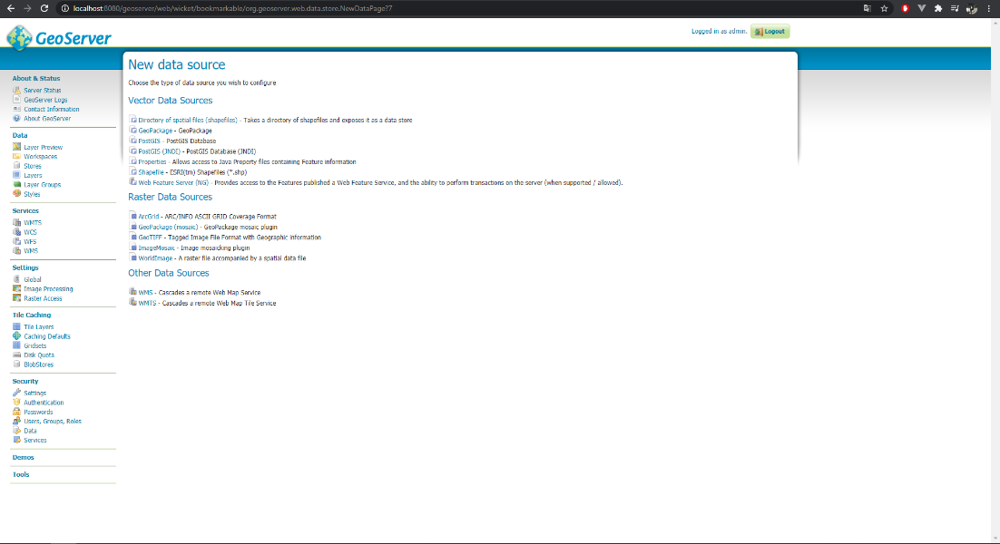 localhost:8080/geoserver/web/wicket/bookmarkable/org.geoserver.web.data.store.NewDataPage?7
GeoServer
Logged in as admin.
Logout
About & Status
Server Status
GeoServer Logs
Contact Information
About GeoServer
Data
Layer Preview
Workspaces
Stores
Layers
Layer Groups
Styles
Services
WMTS
WCS
WFS
WMS
Settings
Global
Image Processing
Raster Access
Tile Caching
Tile Layers
Caching Defaults
Gridsets
Disk Quota
BlobStores
Security
Settings
Authentication
Passwords
Users, Groups, Roles
Data
Services
Demos
Tools
New data source
Choose the type of data source you wish to configure
Vector Data Sources
Directory of spatial files (shapefiles) - Takes a directory of shapefiles and exposes it as a data store
GeoPackage - GeoPackage
PostGIS - PostGIS Database
PostGIS (JNDI) - PostGIS Database (JNDI)
Properties - Allows access to Java Property files containing Feature information
Shapefile - ESRI(tm) Shapefiles (*.shp)
Web Feature Server (NG) - Provides access to the Features published a Web Feature Service, and the ability to perform transactions on the server (when supported / allowed).
Raster Data Sources
ArcGrid - ARC/INFO ASCII GRID Coverage Format
GeoPackage (mosaic) - GeoPackage mosaic plugin
GeoTIFF - Tagged Image File Format with Geographic information
ImageMosaic - Image mosaicking plugin
WorldImage - A raster file accompanied by a spatial data file
Other Data Sources
WMS - Cascades a remote Web Map Service
WMTS - Cascades a remote Web Map Tile Service